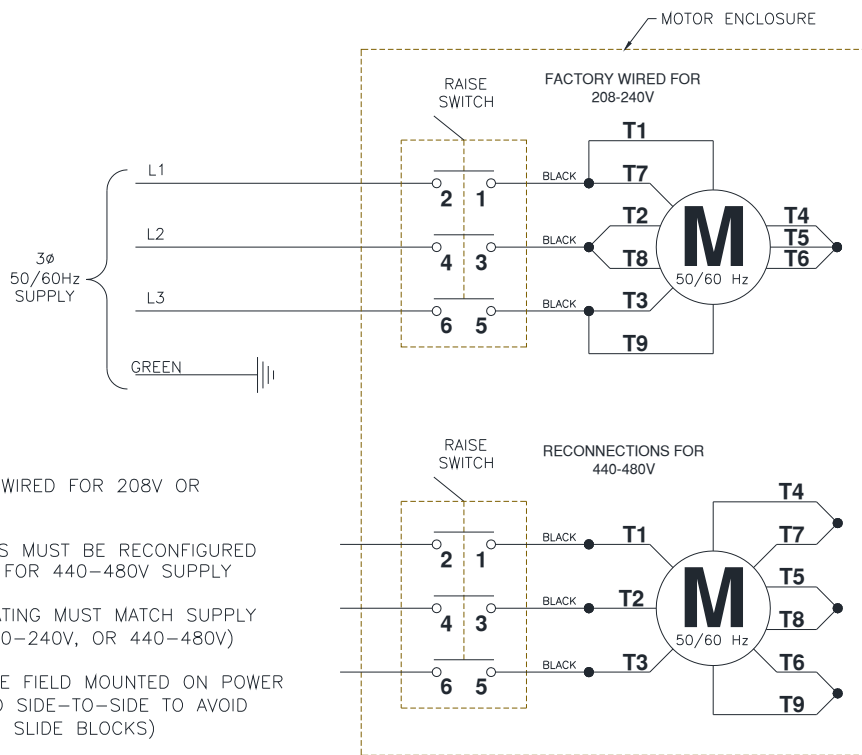 MOTOR ENCLOSURE
RAISE
SWITCH
FACTORY WIRED FOR
208-240V
T1
L1
BLACK
T7
2 1
T2
T4
L2
BLACK
M
T5
4 3
T8
T6
3ø
50/60Hz
SUPPLY
50/60 Hz
L3
BLACK
T3
6 5
T9
GREEN
RAISE
SWITCH
RECONNECTIONS FOR
440-480V
WIRED FOR 208V OR
T4
BLACK
T1
T7
2 1
S MUST BE RECONFIGURED
FOR 440-480V SUPPLY
T5
BLACK
T2
M
4 3
T8
ATING MUST MATCH SUPPLY
0-240V, OR 440-480V)
50/60 Hz
BLACK
T3
T6
6 5
T9
E FIELD MOUNTED ON POWER
D SIDE-TO-SIDE TO AVOID
SLIDE BLOCKS)